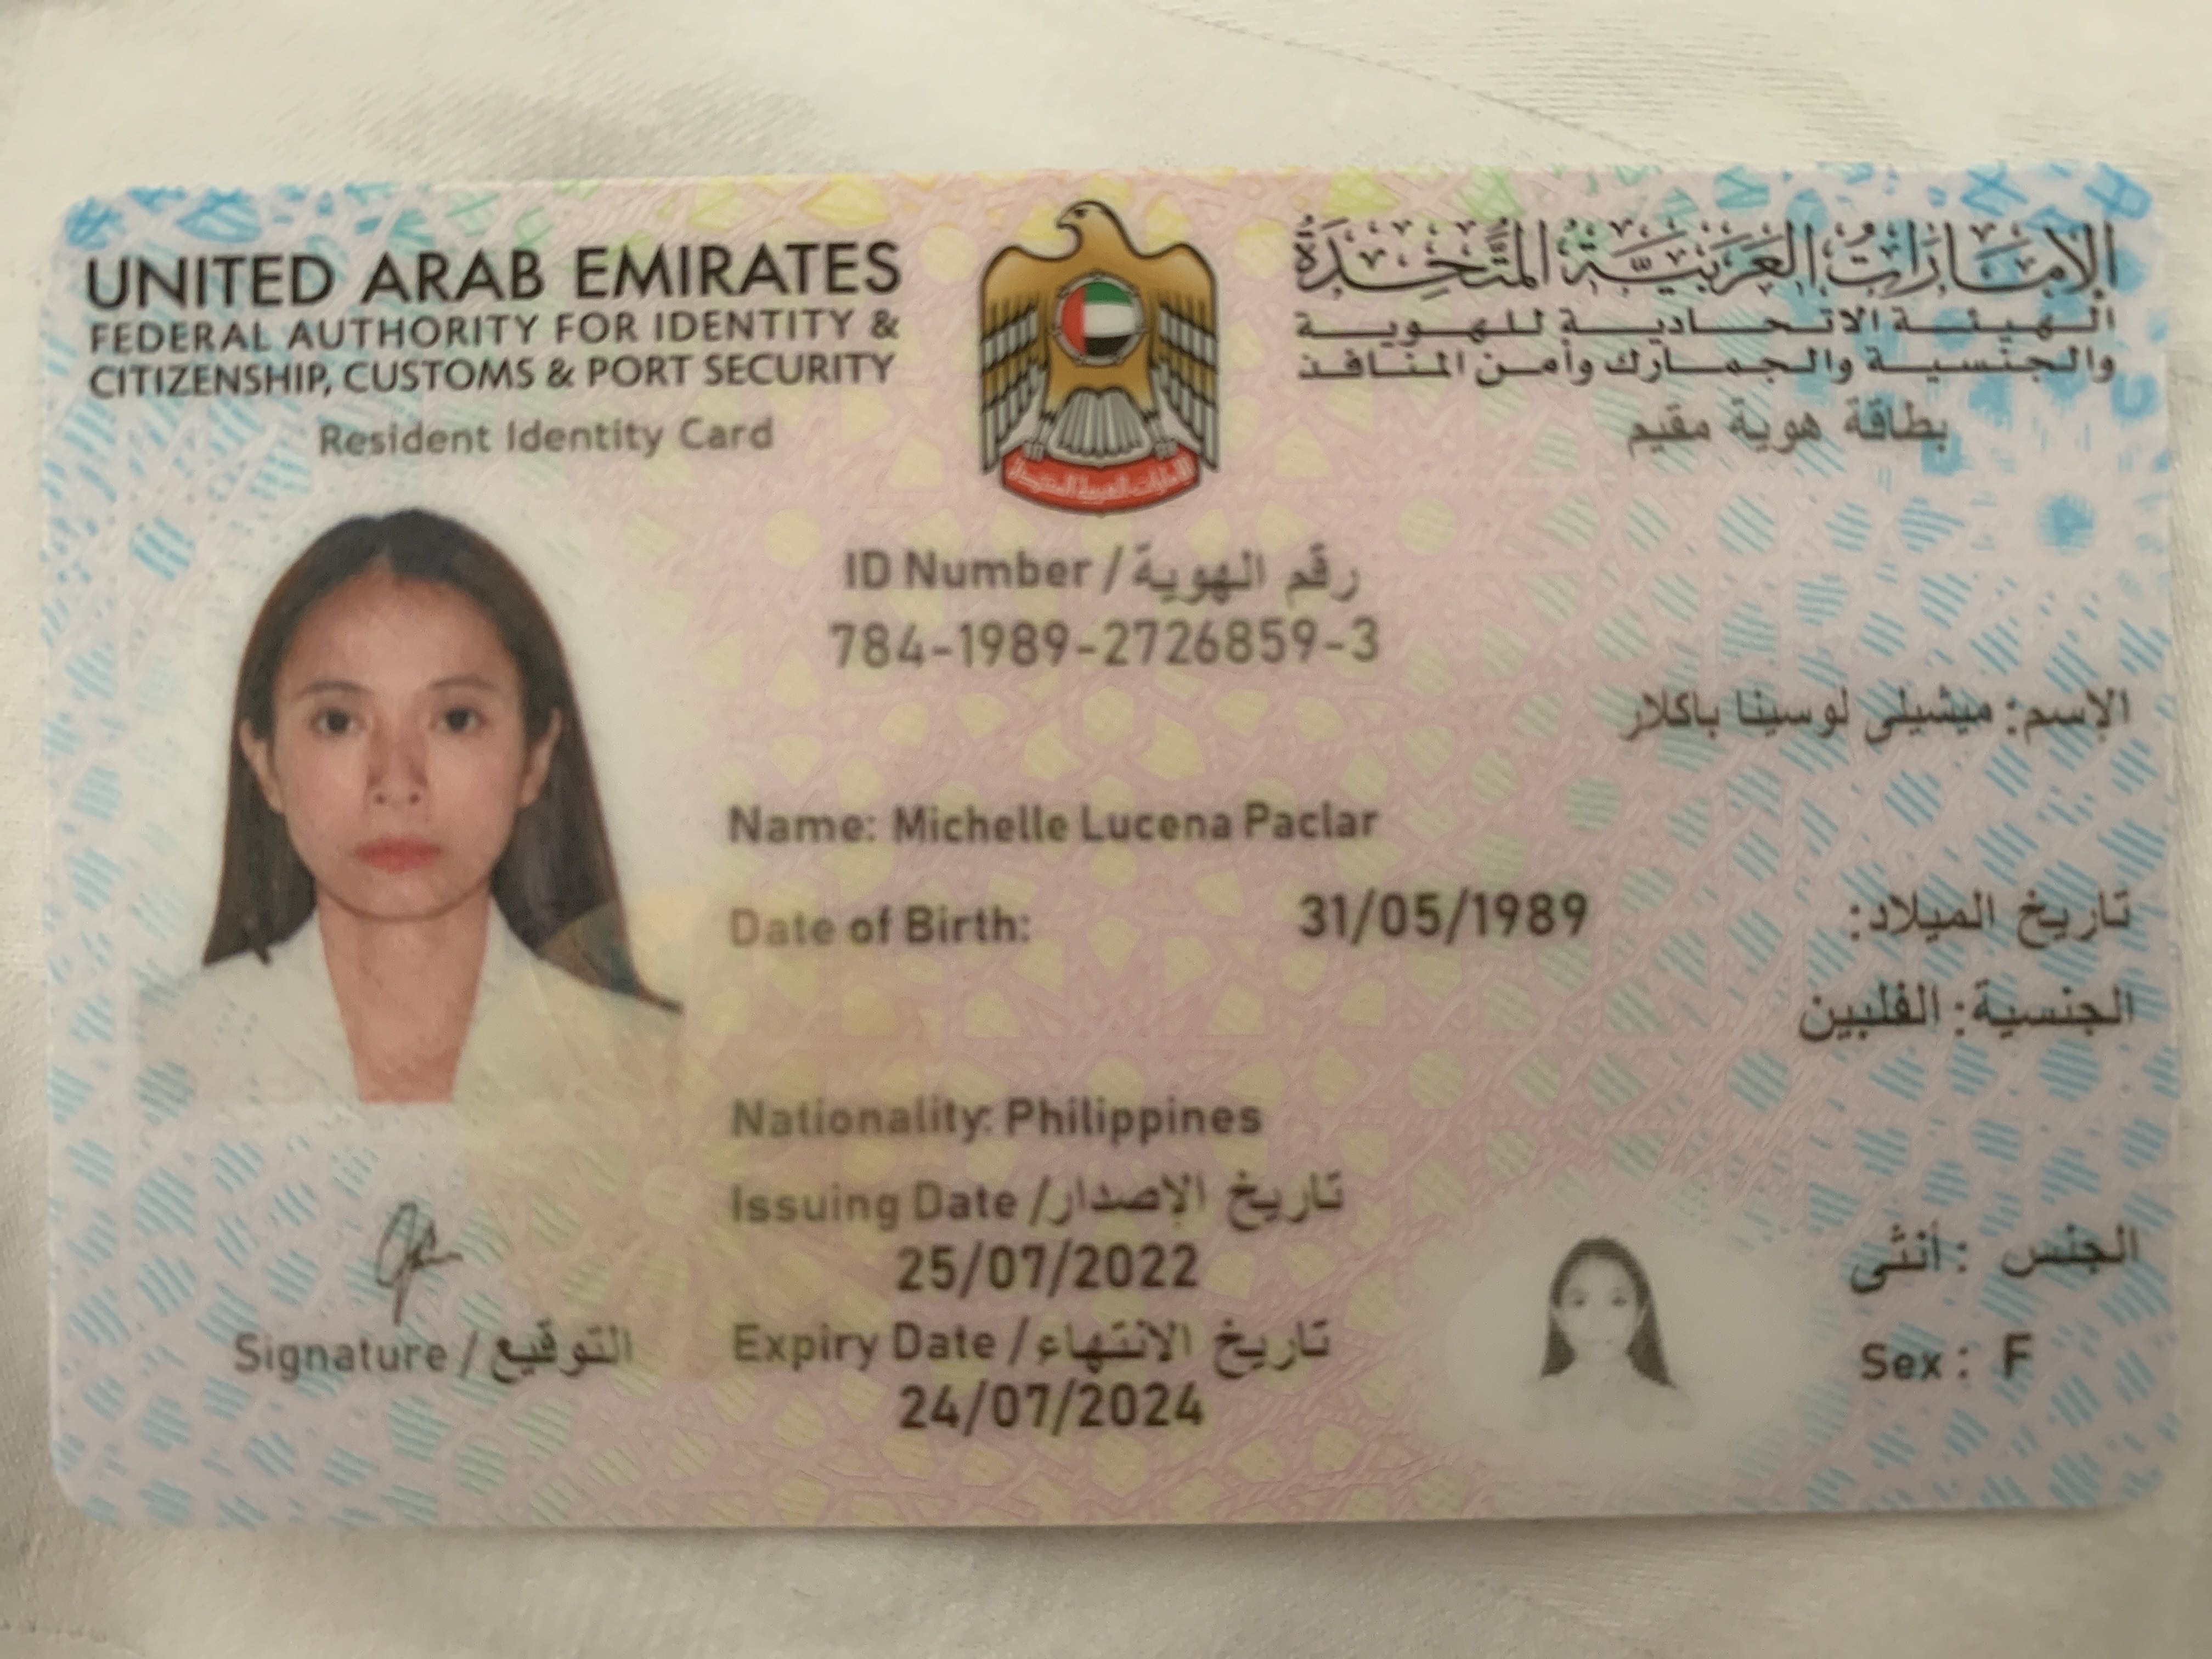 UNITED ARAB EMIRATES
FEDERAL AUTHORITY FOR IDENTITY &
CITIZENSHIP, CUSTOMS & PORT SECURITY
Resident Identity Card
الإمارات العربية المتحدة
الهيئة الاتحادية للهوية
والجنسية والجمارك وأمن المنافذ
بطاقة هوية مقيم
ID Number / رقم الهوية
784-1989-2726859-3
الاسم: ميشيلى لوسينا باكلار
Name: Michelle Lucena Paclar
Date of Birth: 31/05/1989 تاريخ الميلاد:
الجنسية: الفلبين
Nationality: Philippines
Issuing Date / تاريخ الإصدار
25/07/2022
Expiry Date / تاريخ الانتهاء
24/07/2024
الجنس : أنثى
Sex : F
Signature / التوقيع